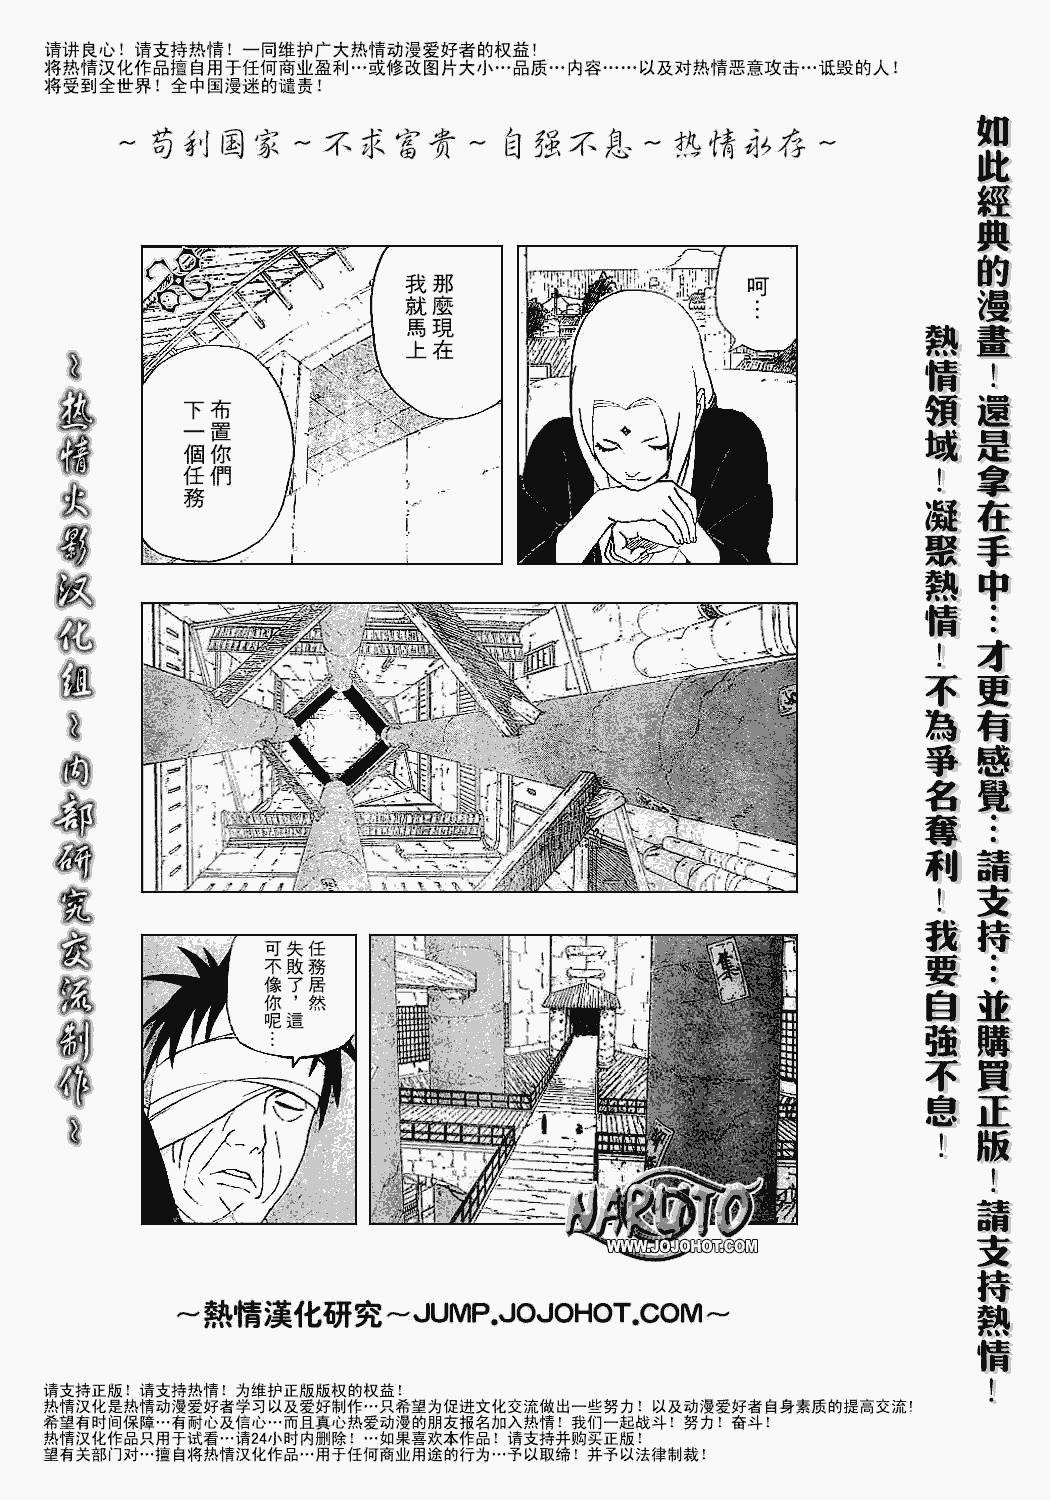 请讲良心！请支持热情！一同维护广大热情动漫爱好者的权益！
将热情汉化作品擅自用于任何商业盈利…或修改图片大小…品质…内容……以及对热情恶意攻击…诋毁的人！
将受到全世界！全中国漫迷的谴责！
～苟利国家～不求富贵～自强不息～热情永存～
如此經典的漫畫！還是拿在手中…才更有感覺…請支持…並購買正版！請支持熱情！
熱情領域！凝聚熱情！不為爭名奪利！我要自強不息！
～热情火影汉化组～内部研究交流制作～
呵…
那麼現在
我就馬上
布置你們
下一個任務
集
任務居然
失敗了，這
可不像你呢…
NARUTO
WWW.JOJOHOT.COM
～熱情漢化研究～JUMP.JOJOHOT.COM～
请支持正版！请支持热情！为维护正版版权的权益！
热情汉化是热情动漫爱好者学习以及爱好制作…只希望为促进文化交流做出一些努力！以及动漫爱好者自身素质的提高交流！
希望有时间保障…有耐心及信心…而且真心热爱动漫的朋友报名加入热情！我们一起战斗！努力！奋斗！
热情汉化作品只用于试看…请24小时内删除！…如果喜欢本作品！请支持并购买正版！
望有关部门对…擅自将热情汉化作品…用于任何商业用途的行为…予以取缔！并予以法律制裁！